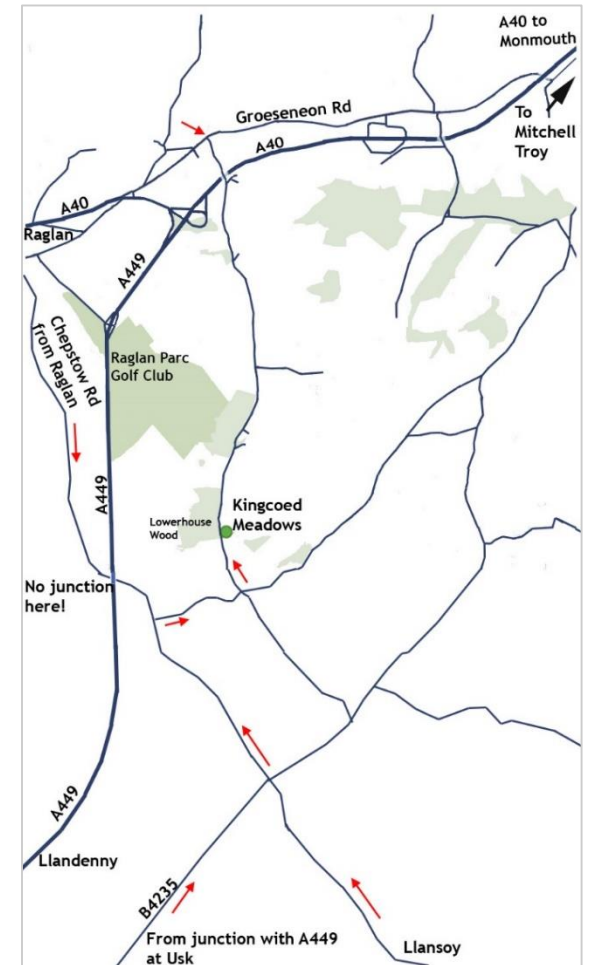 A40 to
Monmouth
Groeseneon Rd
To
Mitchell
Troy
A40
A40
Raglan
A449
Chepstow Rd
from Raglan
Raglan Parc
Golf Club
A449
Kingcoed
Meadows
Lowerhouse
Wood
No junction
here!
A449
Llandenny
B4235
From junction with A449
at Usk
Llansoy